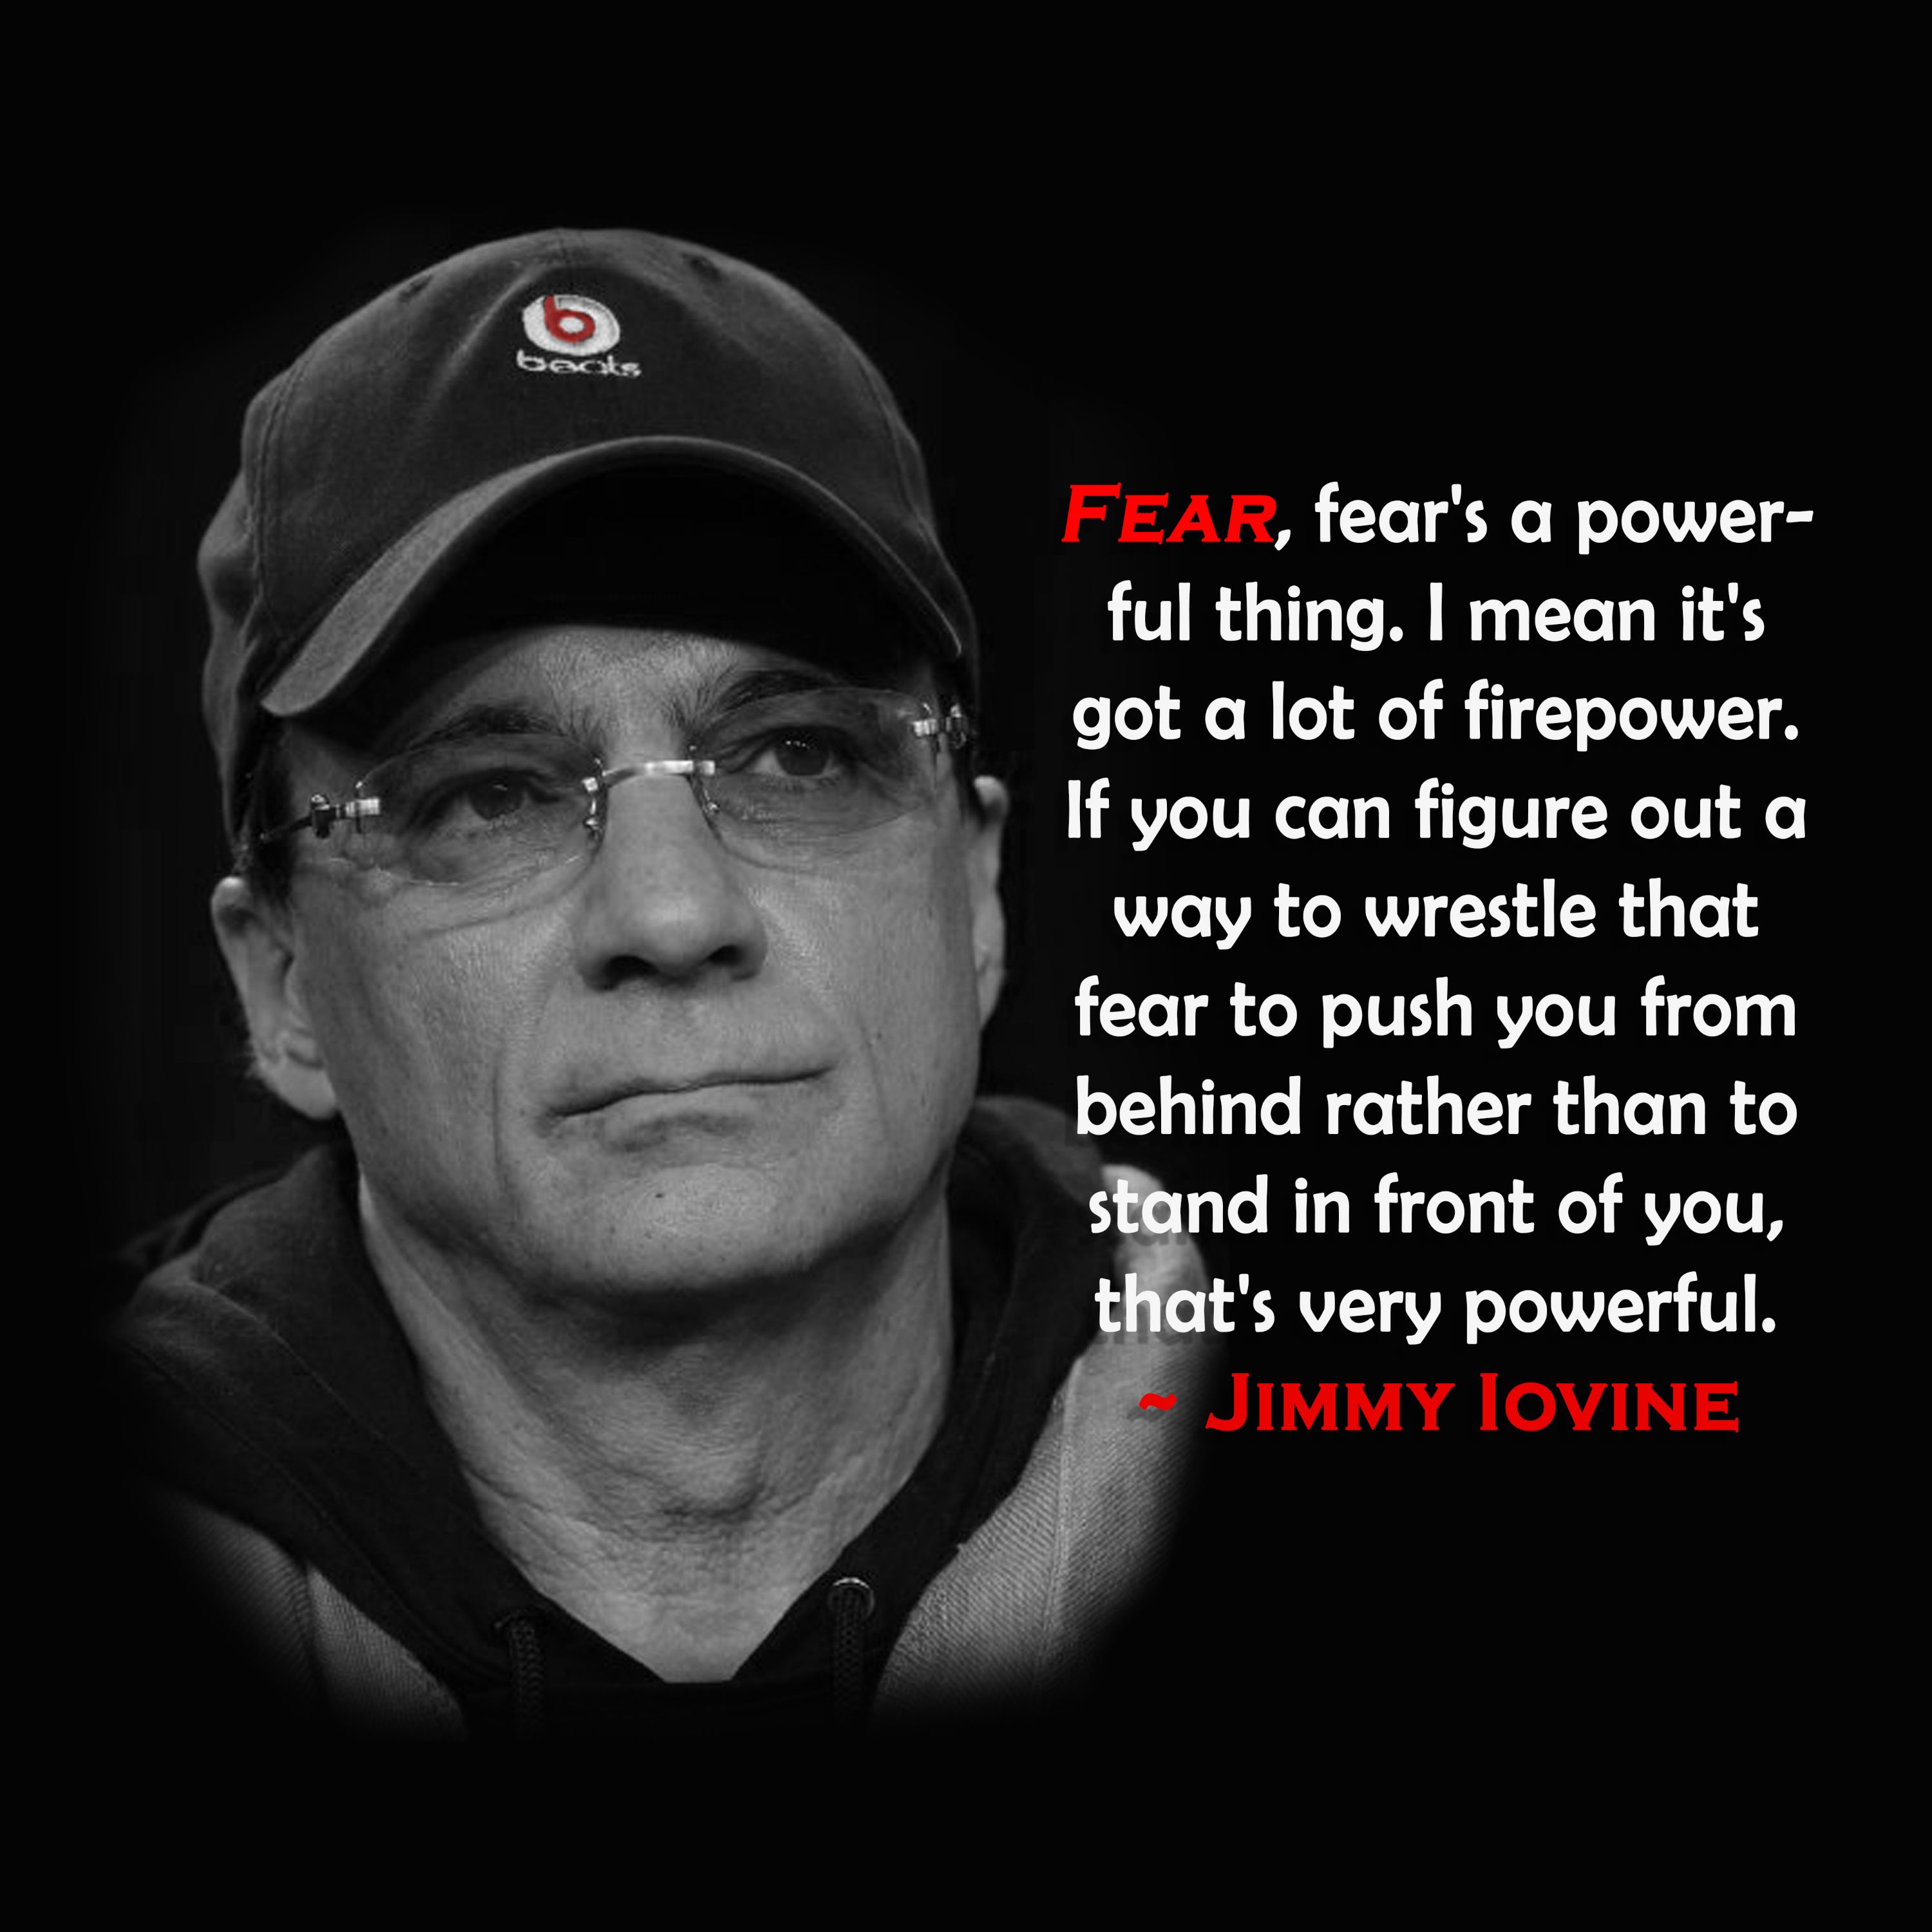 b
beats
FEAR, fear's a power-
ful thing. I mean it's
got a lot of firepower.
If you can figure out a
way to wrestle that
fear to push you from
behind rather than to
stand in front of you,
that's very powerful.
~ JIMMY IOVINE